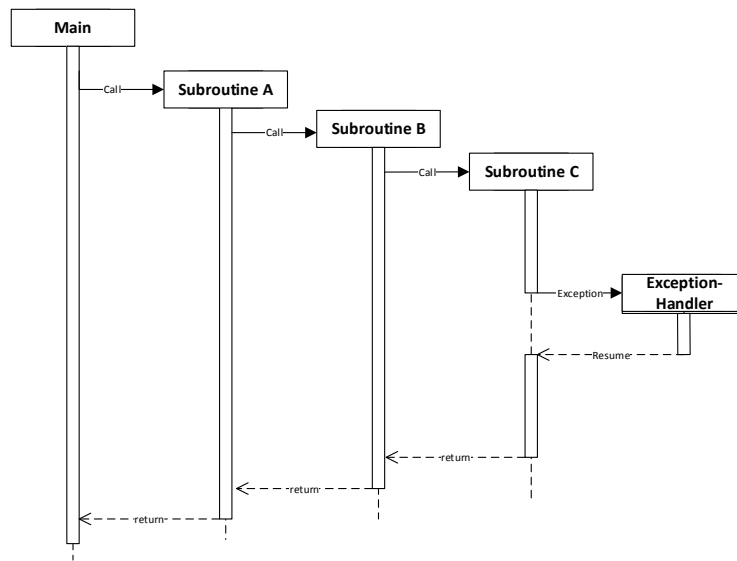 Main
Call
Subroutine A
Call
Subroutine B
Call
Subroutine C
Exception
Exception-
Handler
Resume
return
return
return